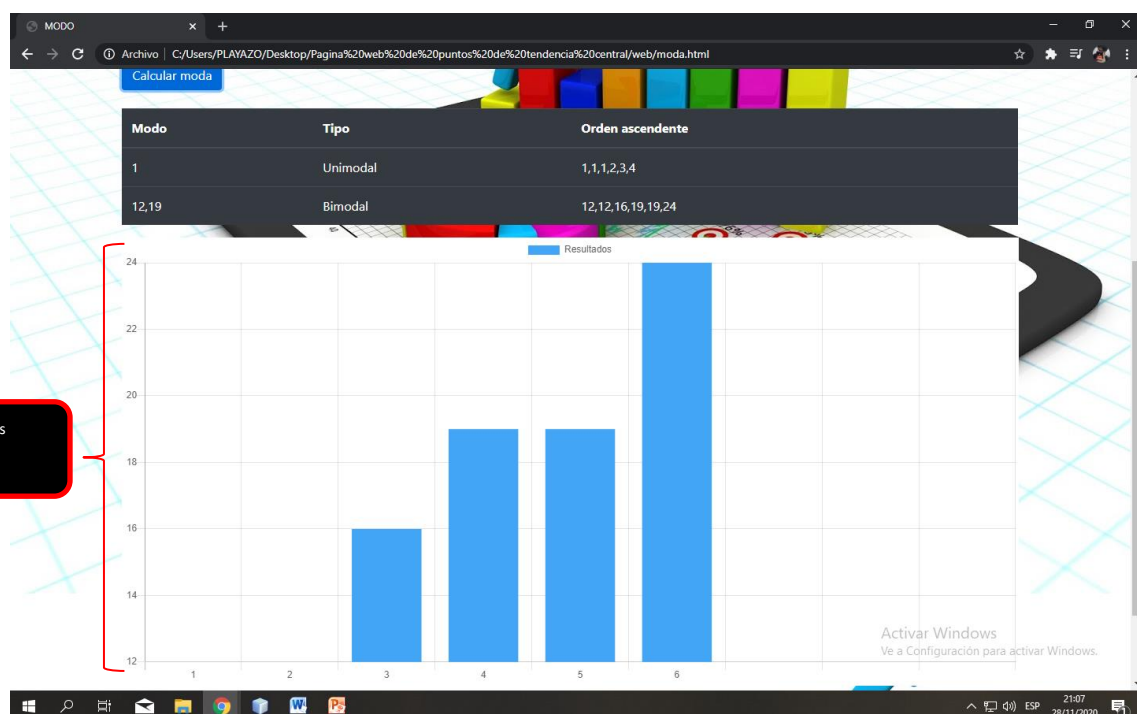 MODO
Archivo C:/Users/PLAYAZO/Desktop/Pagina%20web%20de%20puntos%20de%20tendencia%20central/web/moda.html
Calcular moda
Modo Tipo Orden ascendente
1 Unimodal 1,1,1,2,3,4
12,19 Bimodal 12,12,16,19,19,24
Resultados
24
22
20
18
16
14
12
1 2 3 4 5 6
s
Activar Windows
Ve a Configuración para activar Windows.
ESP
21:07
28/11/2020